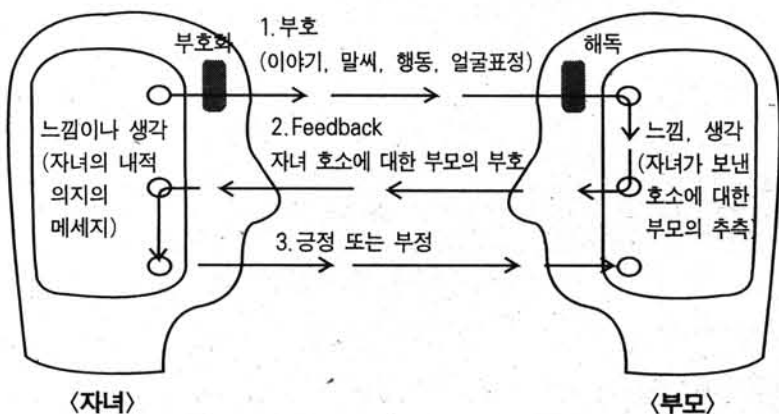 부호화
1.부호
(이야기, 말씨, 행동, 얼굴표정)
해독
느낌이나 생각
(자녀의 내적
의지의
메세지)
2.Feedback
자녀 호소에 대한 부모의 부호
느낌, 생각
(자녀가 보낸
호소에 대한
부모의 추측)
3.긍정 또는 부정
<자녀>
<부모>